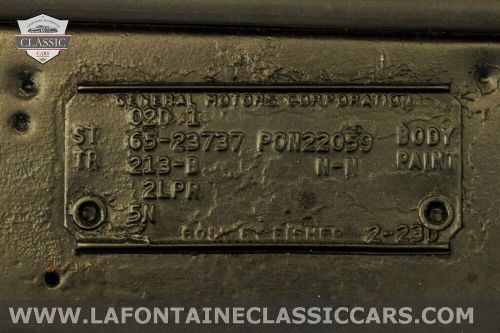 CLASSIC
CARS
GENERAL MOTORS CORPORATION
02D 1
ST 65-23737 PON22059 BODY
TR 213-B N-N PAINT
2LPR
5N
BODY BY FISHER 2-23D
WWW.LAFONTAINECLASSICCARS.COM